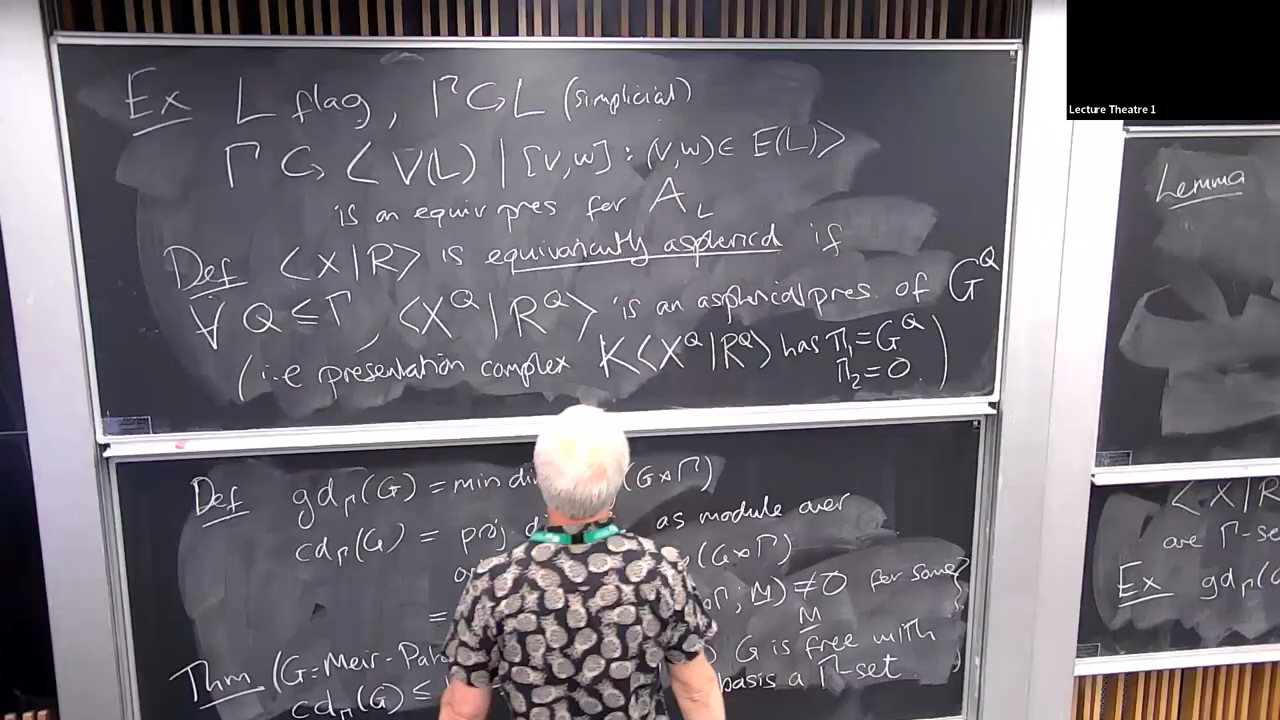 Ex L flag, Γ ↻ L (simplicial)
Γ ↻ < V(L) | [v,w] : (v,w) ∈ E(L) >
is an equiv pres for A_L
Def <X|R> is equivariantly aspherical if
∀ Q ≤ Γ, <X^Q | R^Q> is an aspherical pres. of G^Q
(i.e presentation complex K<X^Q|R^Q> has π₁=G^Q
π₂=0 )
Def gd_Γ(G) = min di (G⋊Γ)
cd_Γ(G) = proj d as module over
(G⋊Γ)
= Γ; M) ≠ 0 for some }
M
Thm (G=Meir-Pat G is free with
cd_Γ(G) ≤ basis a Γ-set.
Lecture Theatre 1
Lemma
<X|R
are Γ-se
Ex gd_Γ(